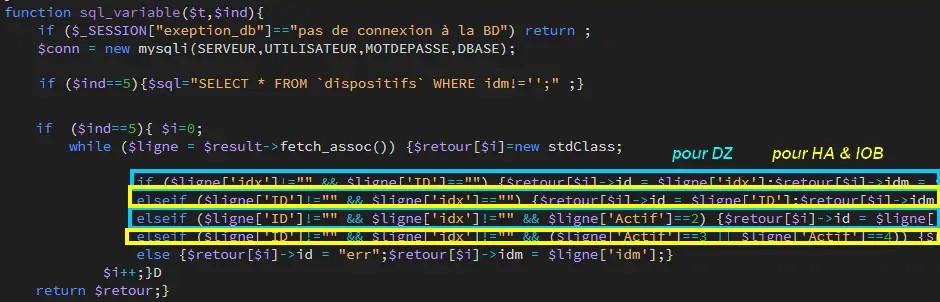 function sql_variable($t,$ind){
if ($_SESSION["exeption_db"]=="pas de connexion à la BD") return ;
$conn = new mysqli(SERVEUR,UTILISATEUR,MOTDEPASSE,DBASE);
if ($ind==5){$sql="SELECT * FROM `dispositifs` WHERE idm!='';" ;}
if ($ind==5){ $i=0;
while ($ligne = $result->fetch_assoc()) {$retour[$i]=new stdClass;
pour DZ pour HA & IOB
if ($ligne['idx']!="" && $ligne['ID']=="") {$retour[$i]->id = $ligne['idx'];$retour[$i]->idm =
elseif ($ligne['ID']!="" && $ligne['idx']=="") {$retour[$i]->id = $ligne['ID'];$retour[$i]->idm
elseif ($ligne['ID']!="" && $ligne['idx']!="" && $ligne['Actif']==2) {$retour[$i]->id = $ligne[
elseif ($ligne['ID']!="" && $ligne['idx']!="" && ($ligne['Actif']==3 || $ligne['Actif']==4)) {
else {$retour[$i]->id = "err";$retour[$i]->idm = $ligne['idm'];}
$i++;}D
return $retour;}